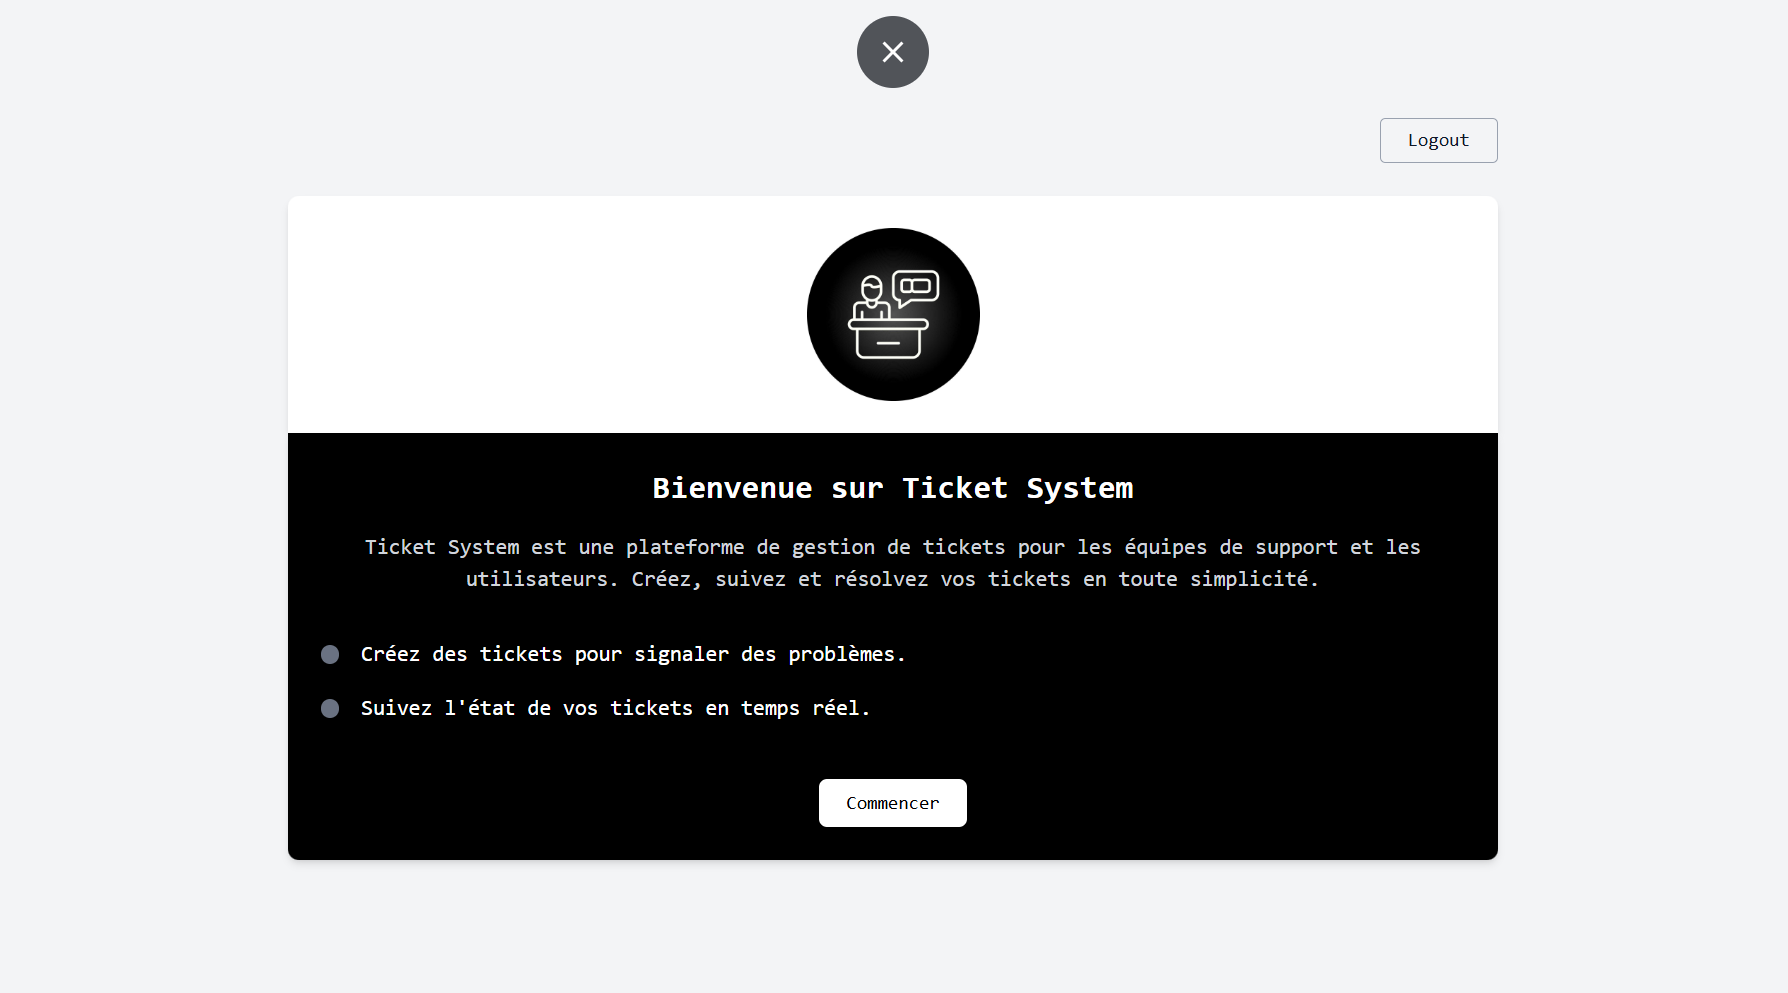 Logout
Bienvenue sur Ticket System
Ticket System est une plateforme de gestion de tickets pour les équipes de support et les
utilisateurs. Créez, suivez et résolvez vos tickets en toute simplicité.
Créez des tickets pour signaler des problèmes.
Suivez l'état de vos tickets en temps réel.
Commencer